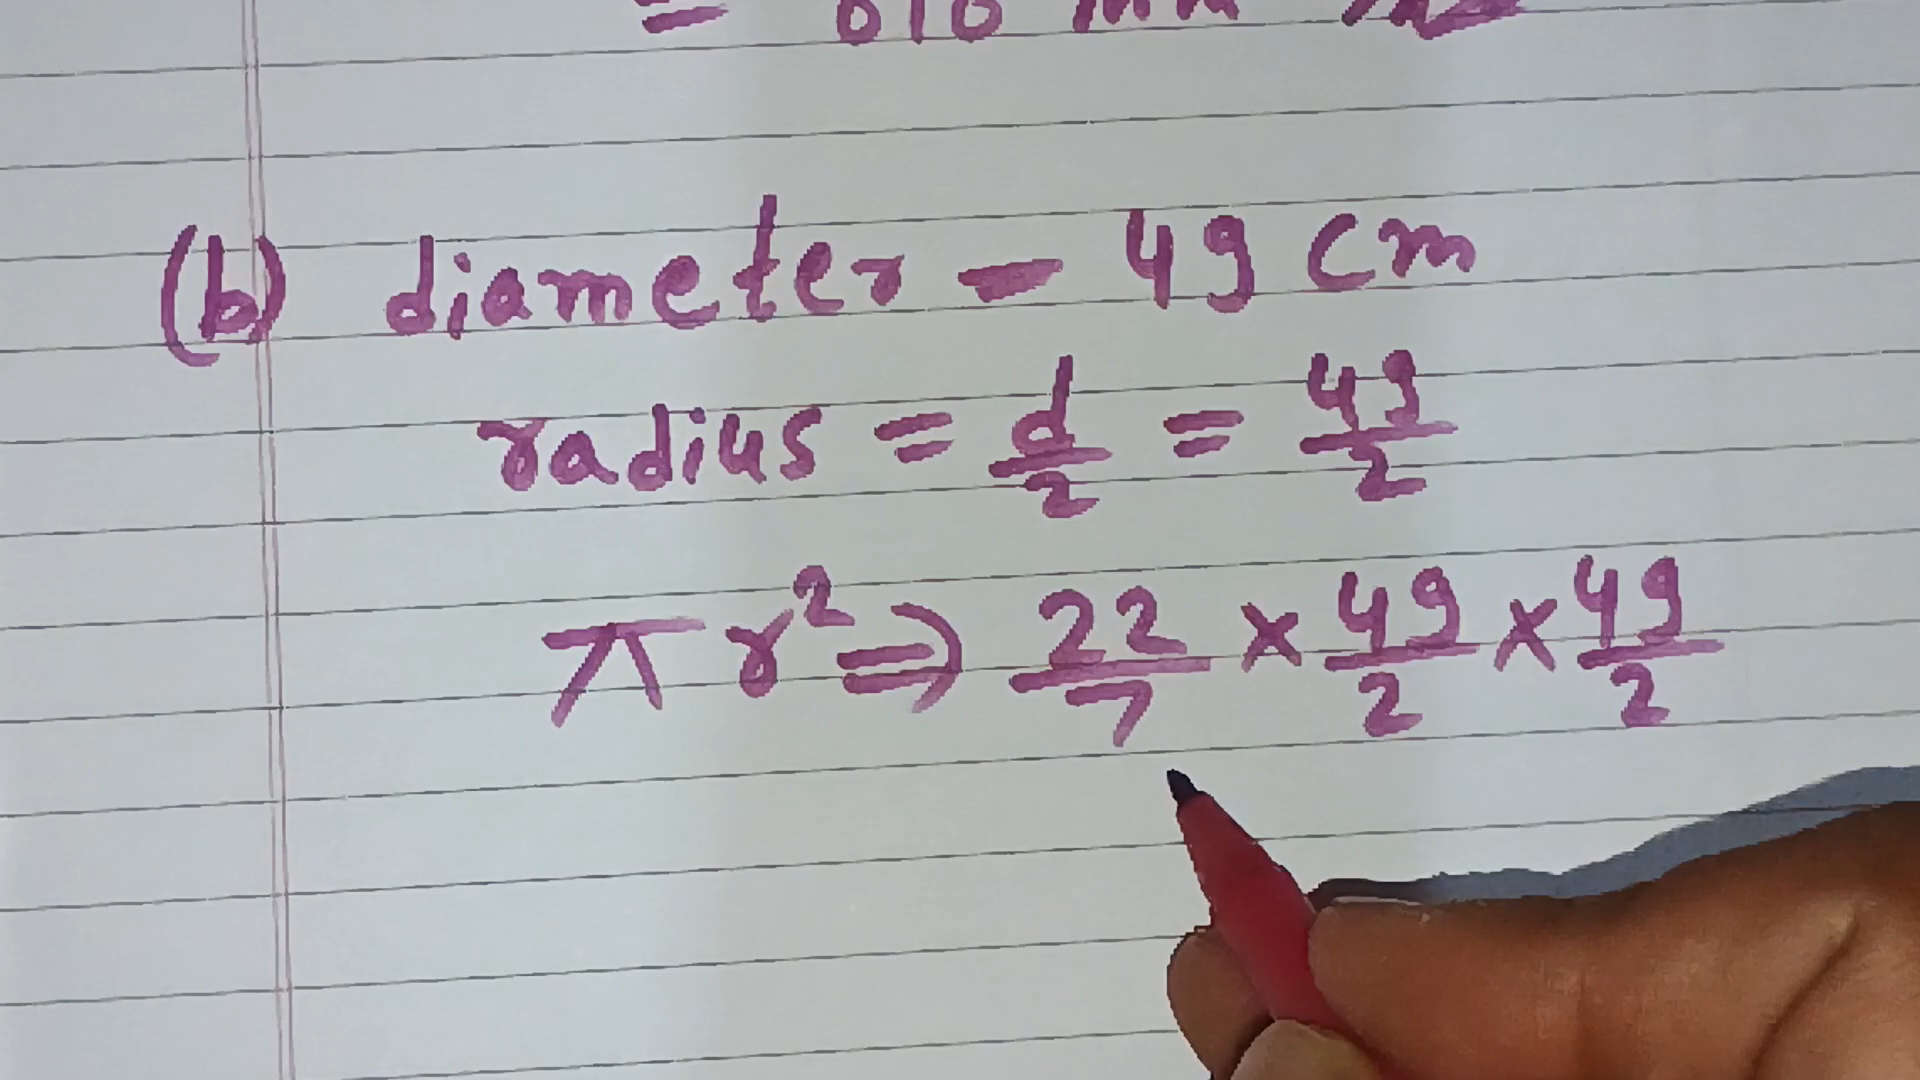 (b) diameter - 49 cm
radius = d/2 = 49/2
πr² ⇒ 22/7 × 49/2 × 49/2